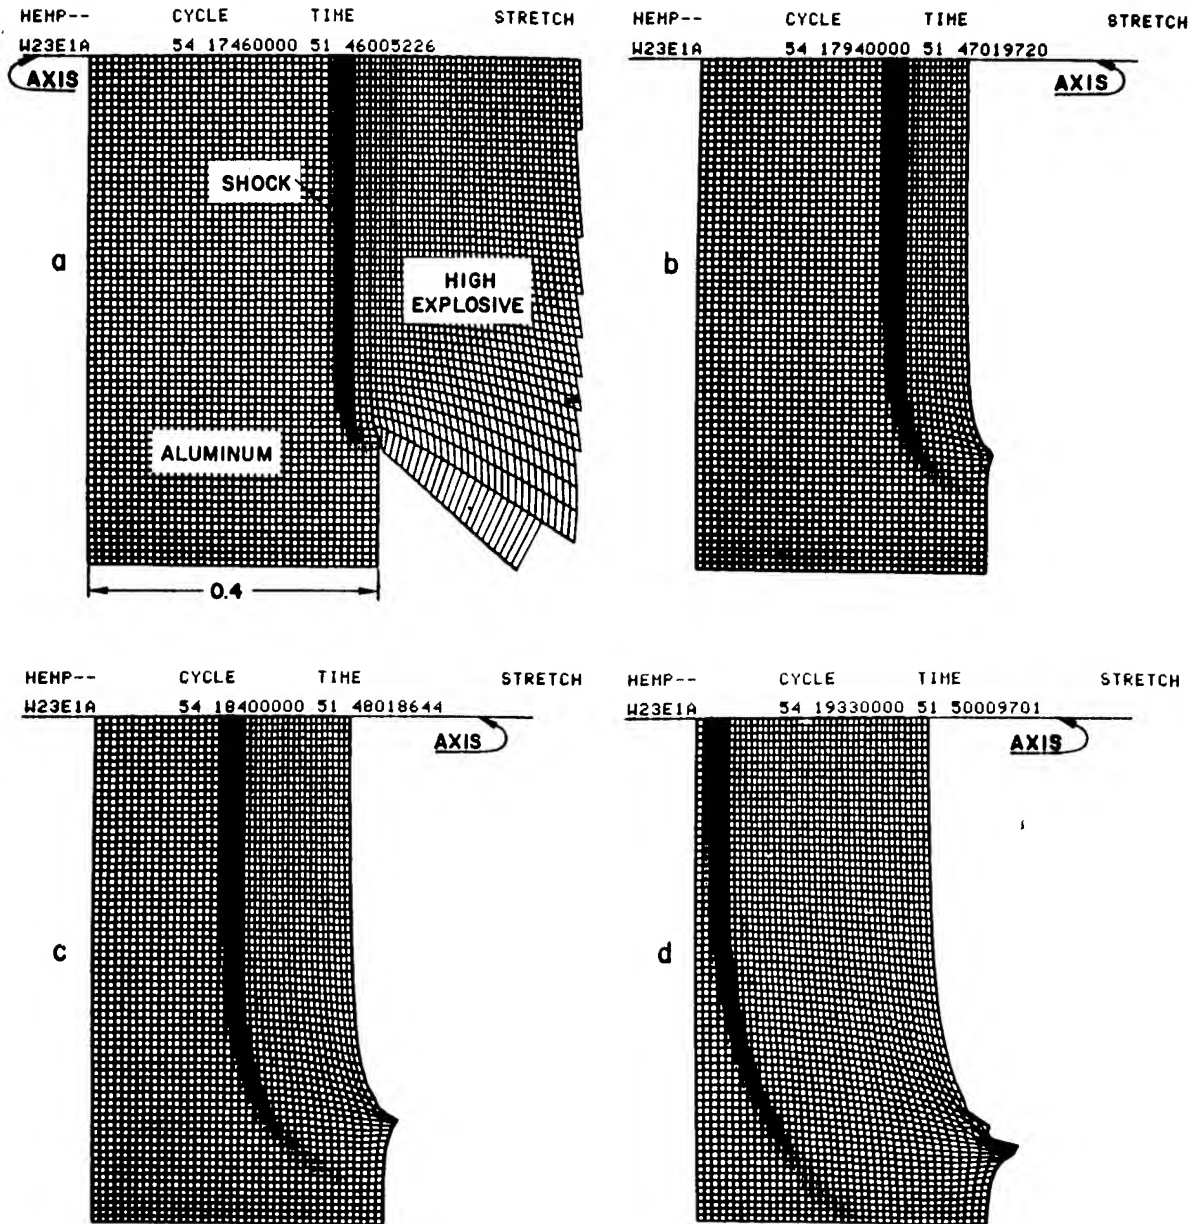 HEMP-- CYCLE TIME STRETCH
W23E1A 54 17460000 51 46005226
AXIS
SHOCK
a
HIGH
EXPLOSIVE
ALUMINUM
0.4
HEMP-- CYCLE TIME STRETCH
W23E1A 54 17940000 51 47019720
AXIS
b
HEMP-- CYCLE TIME STRETCH
W23E1A 54 18400000 51 48018644
AXIS
c
HEMP-- CYCLE TIME STRETCH
W23E1A 54 19330000 51 50009701
AXIS
d